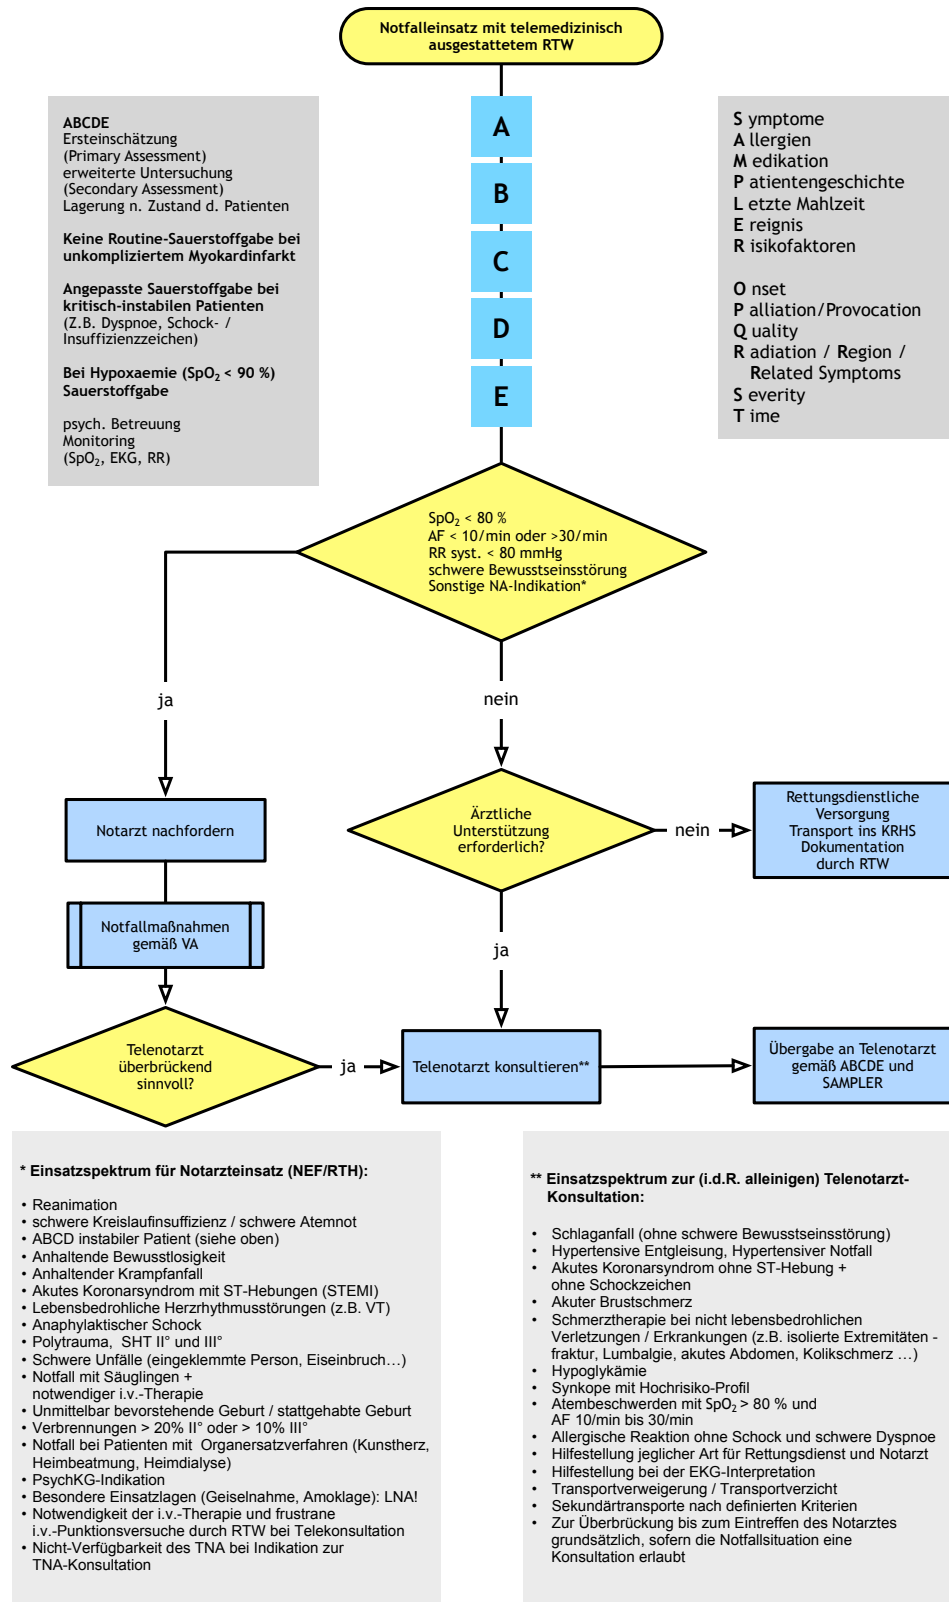 Notfalleinsatz mit telemedizinisch
ausgestattetem RTW
ABCDE
Ersteinschätzung
(Primary Assessment)
erweiterte Untersuchung
(Secondary Assessment)
Lagerung n. Zustand d. Patienten
Keine Routine-Sauerstoffgabe bei
unkompliziertem Myokardinfarkt
Angepasste Sauerstoffgabe bei
kritisch-instabilen Patienten
(Z.B. Dyspnoe, Schock- /
Insuffizienzzeichen)
Bei Hypoxaemie (SpO₂ < 90 %)
Sauerstoffgabe
psych. Betreuung
Monitoring
(SpO₂, EKG, RR)
A
B
C
D
E
S ymptome
A llergien
M edikation
P atientengeschichte
L etzte Mahlzeit
E reignis
R isikofaktoren
O nset
P alliation/Provocation
Q uality
R adiation / Region /
Related Symptoms
S everity
T ime
SpO₂ < 80 %
AF < 10/min oder >30/min
RR syst. < 80 mmHg
schwere Bewusstseinsstörung
Sonstige NA-Indikation*
ja
nein
Notarzt nachfordern
Ärztliche
Unterstützung
erforderlich?
nein
Rettungsdienstliche
Versorgung
Transport ins KRHS
Dokumentation
durch RTW
Notfallmaßnahmen
gemäß VA
ja
Telenotarzt
überbrückend
sinnvoll?
ja
Telenotarzt konsultieren**
Übergabe an Telenotarzt
gemäß ABCDE und
SAMPLER
* Einsatzspektrum für Notarzteinsatz (NEF/RTH):
• Reanimation
• schwere Kreislaufinsuffizienz / schwere Atemnot
• ABCD instabiler Patient (siehe oben)
• Anhaltende Bewusstlosigkeit
• Anhaltender Krampfanfall
• Akutes Koronarsyndrom mit ST-Hebungen (STEMI)
• Lebensbedrohliche Herzrhythmusstörungen (z.B. VT)
• Anaphylaktischer Schock
• Polytrauma, SHT II° und III°
• Schwere Unfälle (eingeklemmte Person, Eiseinbruch…)
• Notfall mit Säuglingen +
notwendiger i.v.-Therapie
• Unmittelbar bevorstehende Geburt / stattgehabte Geburt
• Verbrennungen > 20% II° oder > 10% III°
• Notfall bei Patienten mit Organersatzverfahren (Kunstherz,
Heimbeatmung, Heimdialyse)
• PsychKG-Indikation
• Besondere Einsatzlagen (Geiselnahme, Amoklage): LNA!
• Notwendigkeit der i.v.-Therapie und frustrane
i.v.-Punktionsversuche durch RTW bei Telekonsultation
• Nicht-Verfügbarkeit des TNA bei Indikation zur
TNA-Konsultation
** Einsatzspektrum zur (i.d.R. alleinigen) Telenotarzt-
Konsultation:
• Schlaganfall (ohne schwere Bewusstseinsstörung)
• Hypertensive Entgleisung, Hypertensiver Notfall
• Akutes Koronarsyndrom ohne ST-Hebung +
ohne Schockzeichen
• Akuter Brustschmerz
• Schmerztherapie bei nicht lebensbedrohlichen
Verletzungen / Erkrankungen (z.B. isolierte Extremitäten -
fraktur, Lumbalgie, akutes Abdomen, Kolikschmerz …)
• Hypoglykämie
• Synkope mit Hochrisiko-Profil
• Atembeschwerden mit SpO₂ > 80 % und
AF 10/min bis 30/min
• Allergische Reaktion ohne Schock und schwere Dyspnoe
• Hilfestellung jeglicher Art für Rettungsdienst und Notarzt
• Hilfestellung bei der EKG-Interpretation
• Transportverweigerung / Transportverzicht
• Sekundärtransporte nach definierten Kriterien
• Zur Überbrückung bis zum Eintreffen des Notarztes
grundsätzlich, sofern die Notfallsituation eine
Konsultation erlaubt